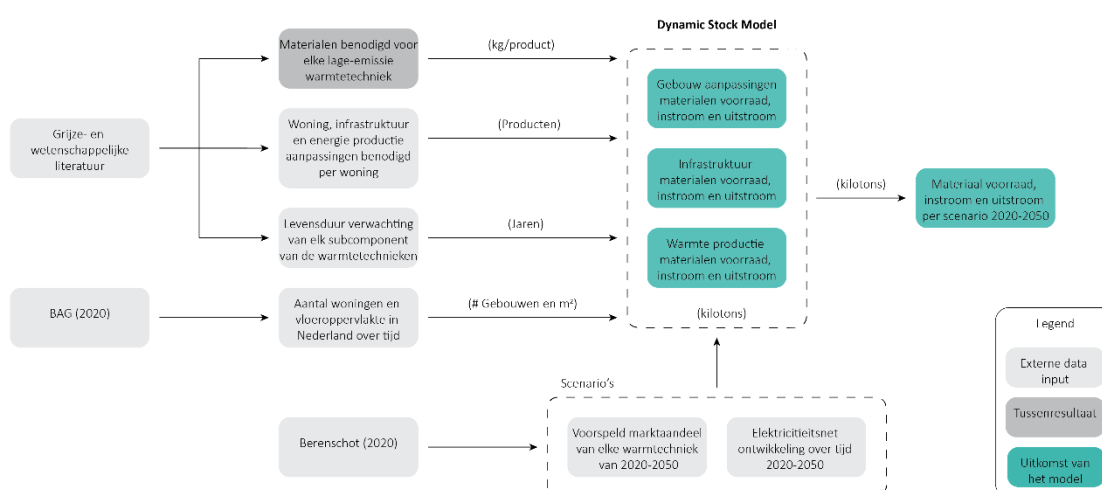 Dynamic Stock Model
Materialen benodigd voor
elke lage-emissie
warmtetechniek
(kg/product)
Gebouw aanpassingen
materialen voorraad,
instroom en uitstroom
Grijze- en
wetenschappelijke
literatuur
Woning, infrastruktuur
en energie productie
aanpassingen benodigd
per woning
(Producten)
Infrastruktuur
materialen voorraad,
instroom en uitstroom
(kilotons)
Materiaal voorraad,
instroom en uitstroom
per scenario 2020-2050
Levensduur verwachting
van elk subcomponent
van de warmtetechnieken
(Jaren)
Warmte productie
materialen voorraad,
instroom en uitstroom
BAG (2020)
Aantal woningen en
vloeroppervlakte in
Nederland over tijd
(# Gebouwen en m²)
(kilotons)
Scenario's
Berenschot (2020)
Voorspeld marktaandeel
van elke warmtechniek
van 2020-2050
Elektricitieitsnet
ontwikkeling over tijd
2020-2050
Legend
Externe data
input
Tussenresultaat
Uitkomst van
het model